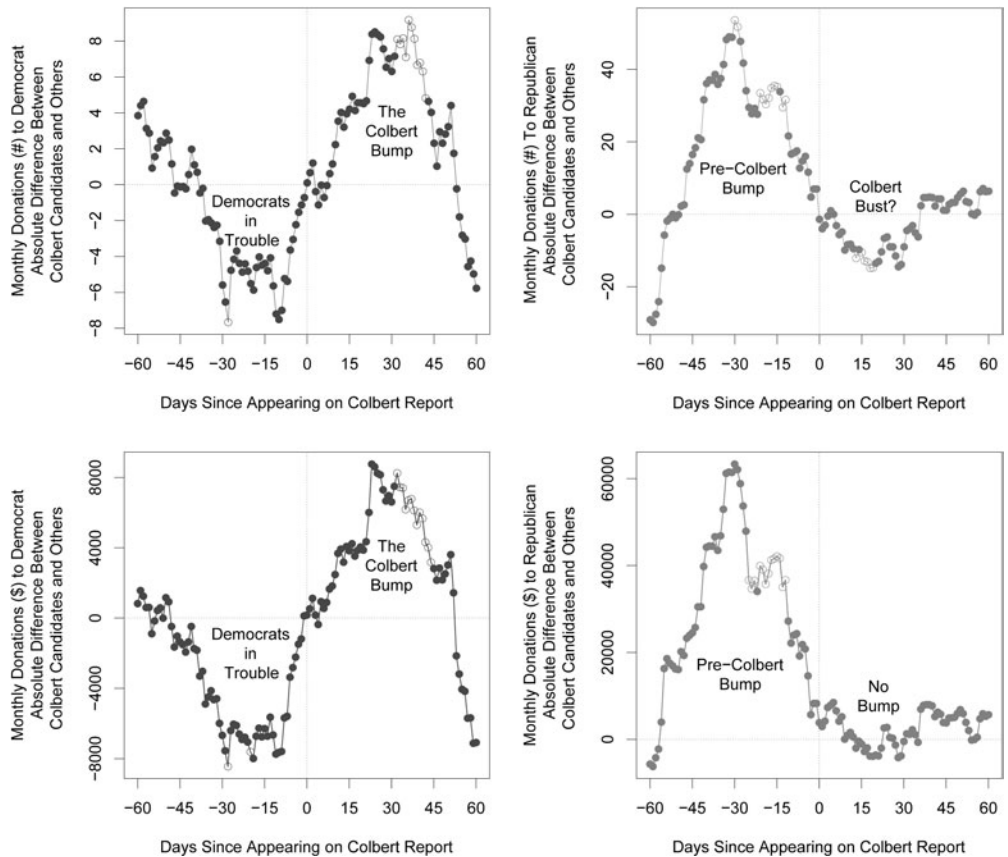 Monthly Donations (#) to Democrat
Absolute Difference Between
Colbert Candidates and Others
8
6
4
2
0
−2
−4
−6
−8
Democrats
in
Trouble
The
Colbert
Bump
−60 −45 −30 −15 0 15 30 45 60
Days Since Appearing on Colbert Report
Monthly Donations (#) To Republican
Absolute Difference Between
Colbert Candidates and Others
40
20
0
−20
Pre−Colbert
Bump
Colbert
Bust?
−60 −45 −30 −15 0 15 30 45 60
Days Since Appearing on Colbert Report
Monthly Donations ($) to Democrat
Absolute Difference Between
Colbert Candidates and Others
8000
4000
0
−4000
−8000
Democrats
in
Trouble
The
Colbert
Bump
−60 −45 −30 −15 0 15 30 45 60
Days Since Appearing on Colbert Report
Monthly Donations ($) to Republican
Absolute Difference Between
Colbert Candidates and Others
60000
40000
20000
0
Pre−Colbert
Bump
No
Bump
−60 −45 −30 −15 0 15 30 45 60
Days Since Appearing on Colbert Report